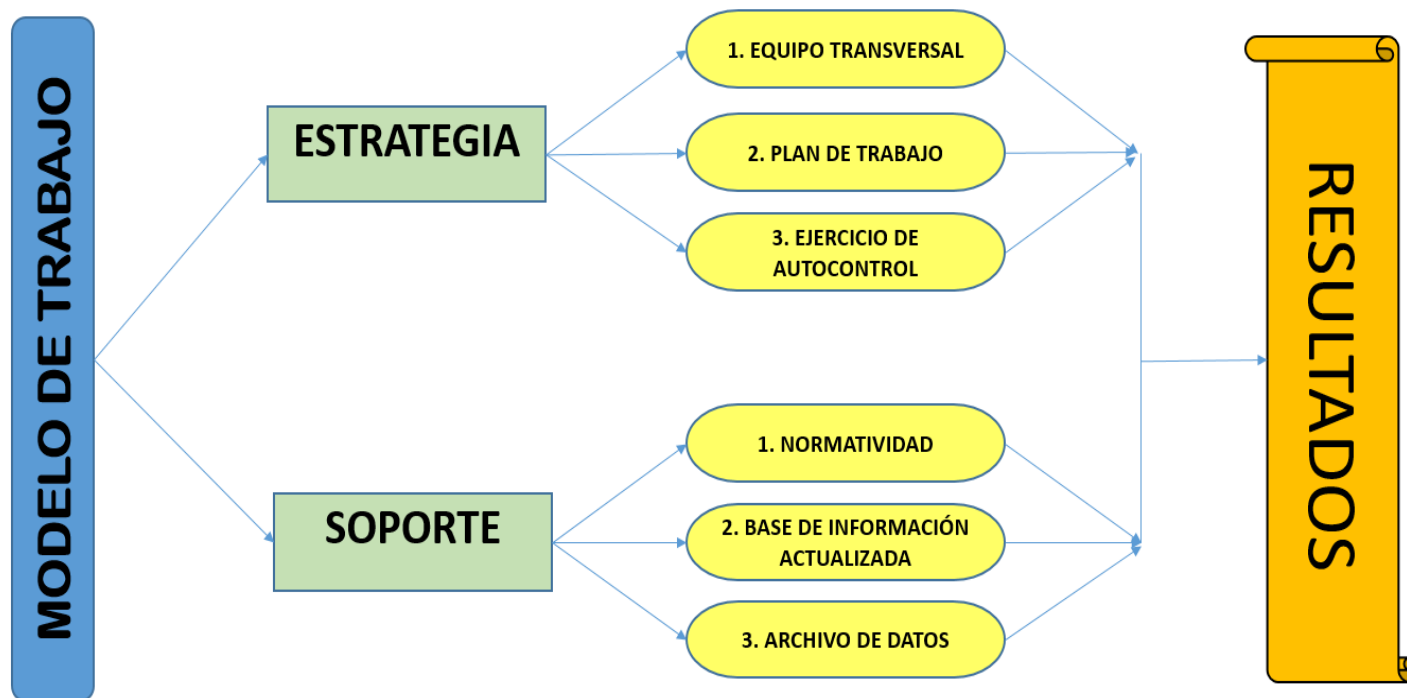 MODELO DE TRABAJO
ESTRATEGIA
1. EQUIPO TRANSVERSAL
2. PLAN DE TRABAJO
3. EJERCICIO DE
AUTOCONTROL
SOPORTE
1. NORMATIVIDAD
2. BASE DE INFORMACIÓN
ACTUALIZADA
3. ARCHIVO DE DATOS
RESULTADOS